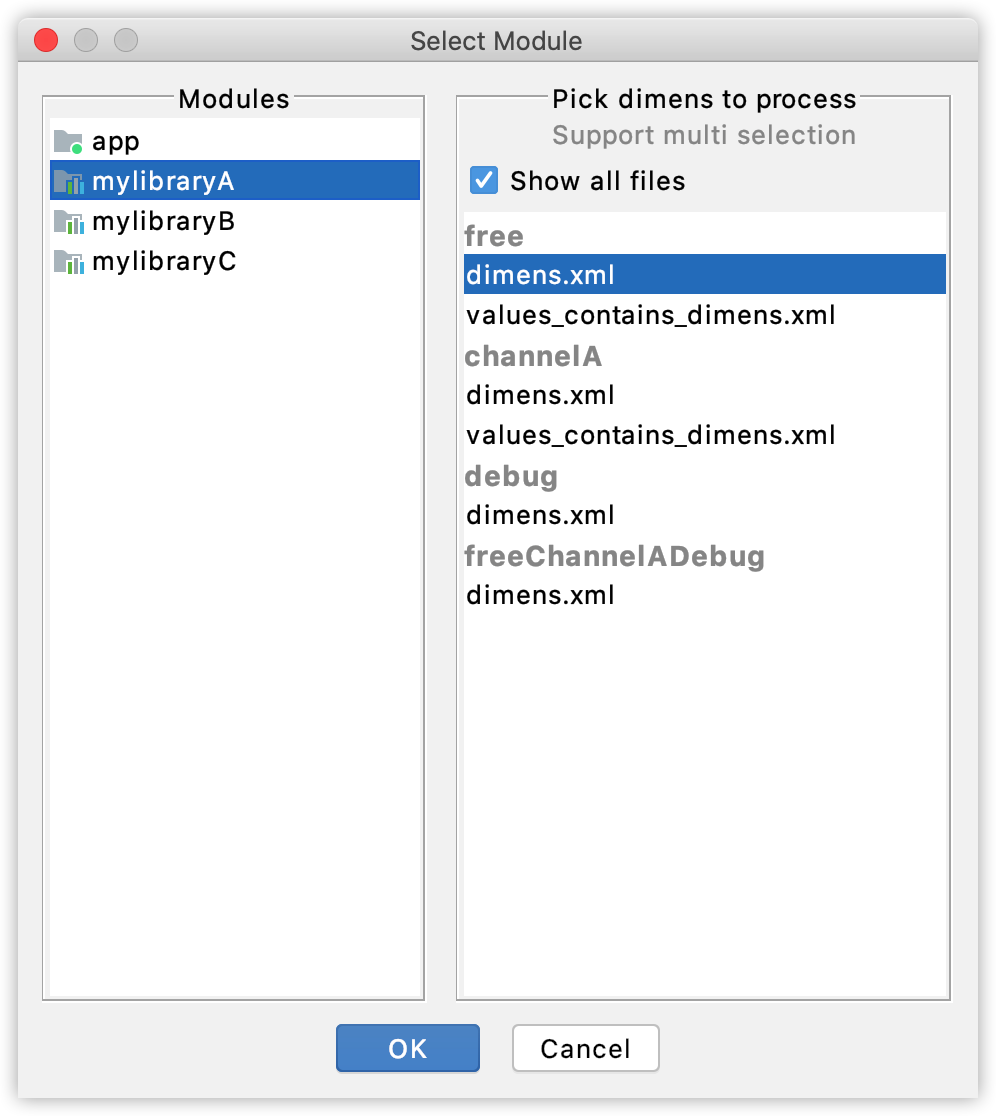 Select Module
Modules
app
mylibraryA
mylibraryB
mylibraryC
Pick dimens to process
Support multi selection
Show all files
free
dimens.xml
values_contains_dimens.xml
channelA
dimens.xml
values_contains_dimens.xml
debug
dimens.xml
freeChannelADebug
dimens.xml
OK
Cancel